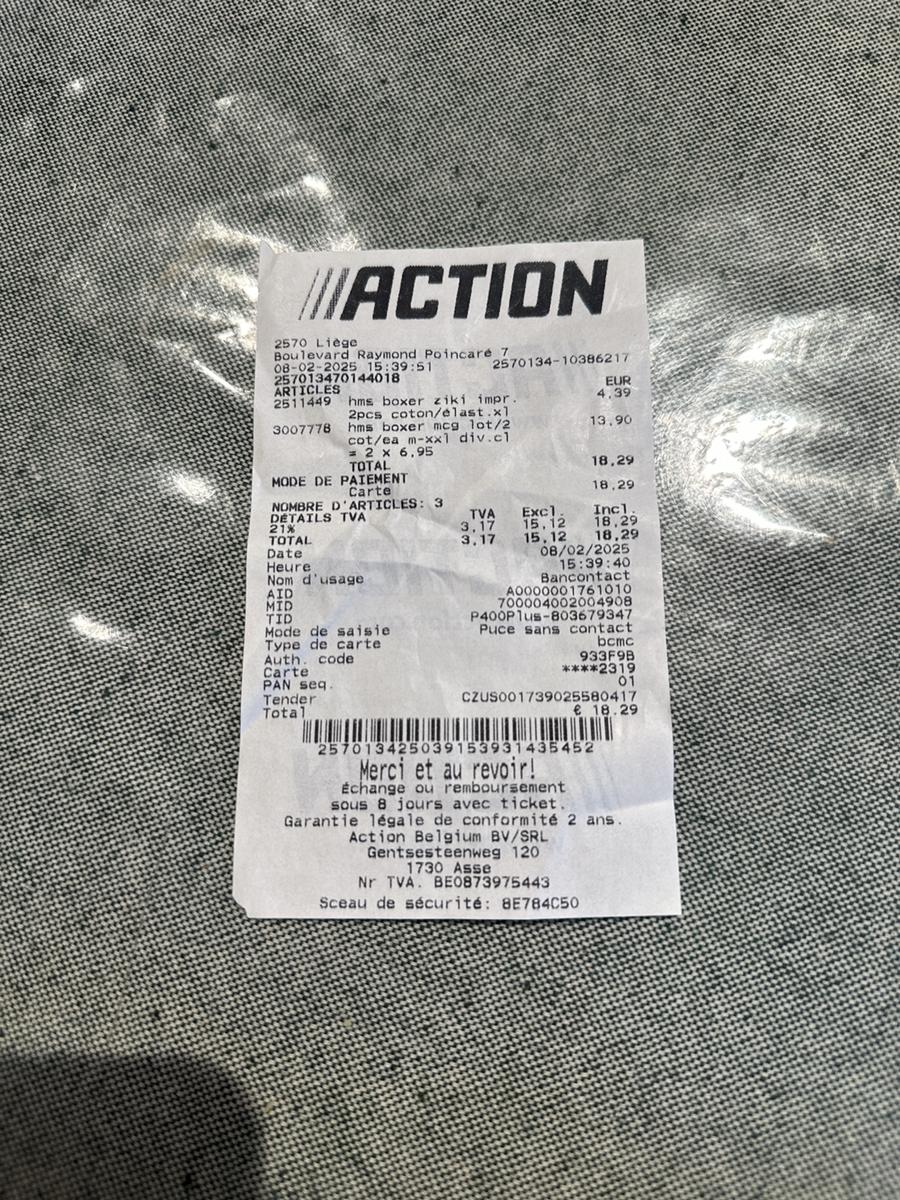 ACTION
2570 Liège
Boulevard Raymond Poincaré 7
08-02-2025 15:39:51 2570134-10386217
257013470144018
ARTICLES EUR
2511449 hms boxer ziki impr. 4,39
2pcs coton/élast.xl
3007778 hms boxer mcg lot/2 13,90
cot/ea m-xxl div.cl
= 2 x 6,95
TOTAL 18,29
MODE DE PAIEMENT
Carte 18,29
NOMBRE D'ARTICLES: 3
DÉTAILS TVA TVA Excl. Incl.
21% 3,17 15,12 18,29
TOTAL 3,17 15,12 18,29
Date 08/02/2025
Heure 15:39:40
Nom d'usage Bancontact
AID A0000001761010
MID 700004002004908
TID P400Plus-803679347
Mode de saisie Puce sans contact
Type de carte bcmc
Auth. code 933F9B
Carte ****2319
PAN seq. 01
Tender CZUS001739025580417
Total € 18.29
257013425039153931435452
Merci et au revoir!
Échange ou remboursement
sous 8 jours avec ticket.
Garantie légale de conformité 2 ans.
Action Belgium BV/SRL
Gentsesteenweg 120
1730 Asse
Nr TVA. BE0873975443
Sceau de sécurité: 8E784C50